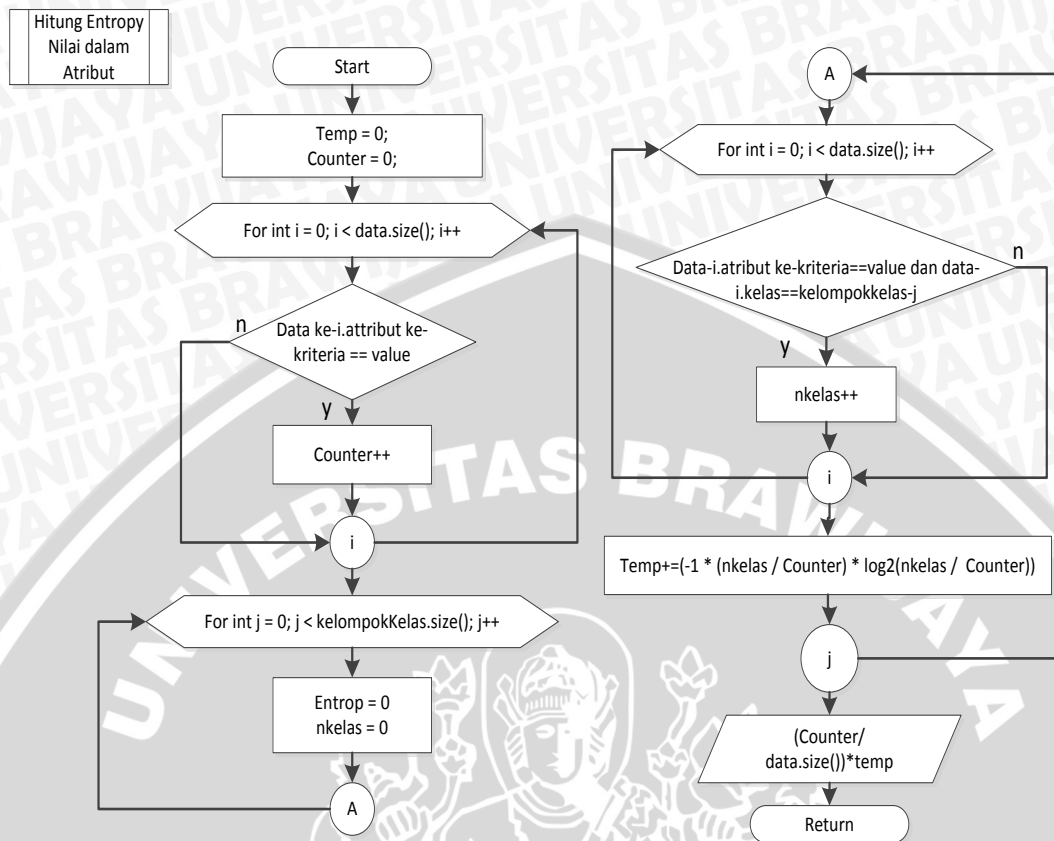 Hitung Entropy
Nilai dalam
Atribut
Start
Temp = 0;
Counter = 0;
For int i = 0; i < data.size(); i++
n
Data ke-i.attribut ke-
kriteria == value
y
Counter++
i
For int j = 0; j < kelompokKelas.size(); j++
Entrop = 0
nkelas = 0
A
A
For int i = 0; i < data.size(); i++
n
Data-i.atribut ke-kriteria==value dan data-
i.kelas==kelompokkelas-j
y
nkelas++
i
Temp+=(-1 * (nkelas / Counter) * log2(nkelas / Counter))
j
(Counter/
data.size())*temp
Return
UNIVERSITAS BRAWIJAYA